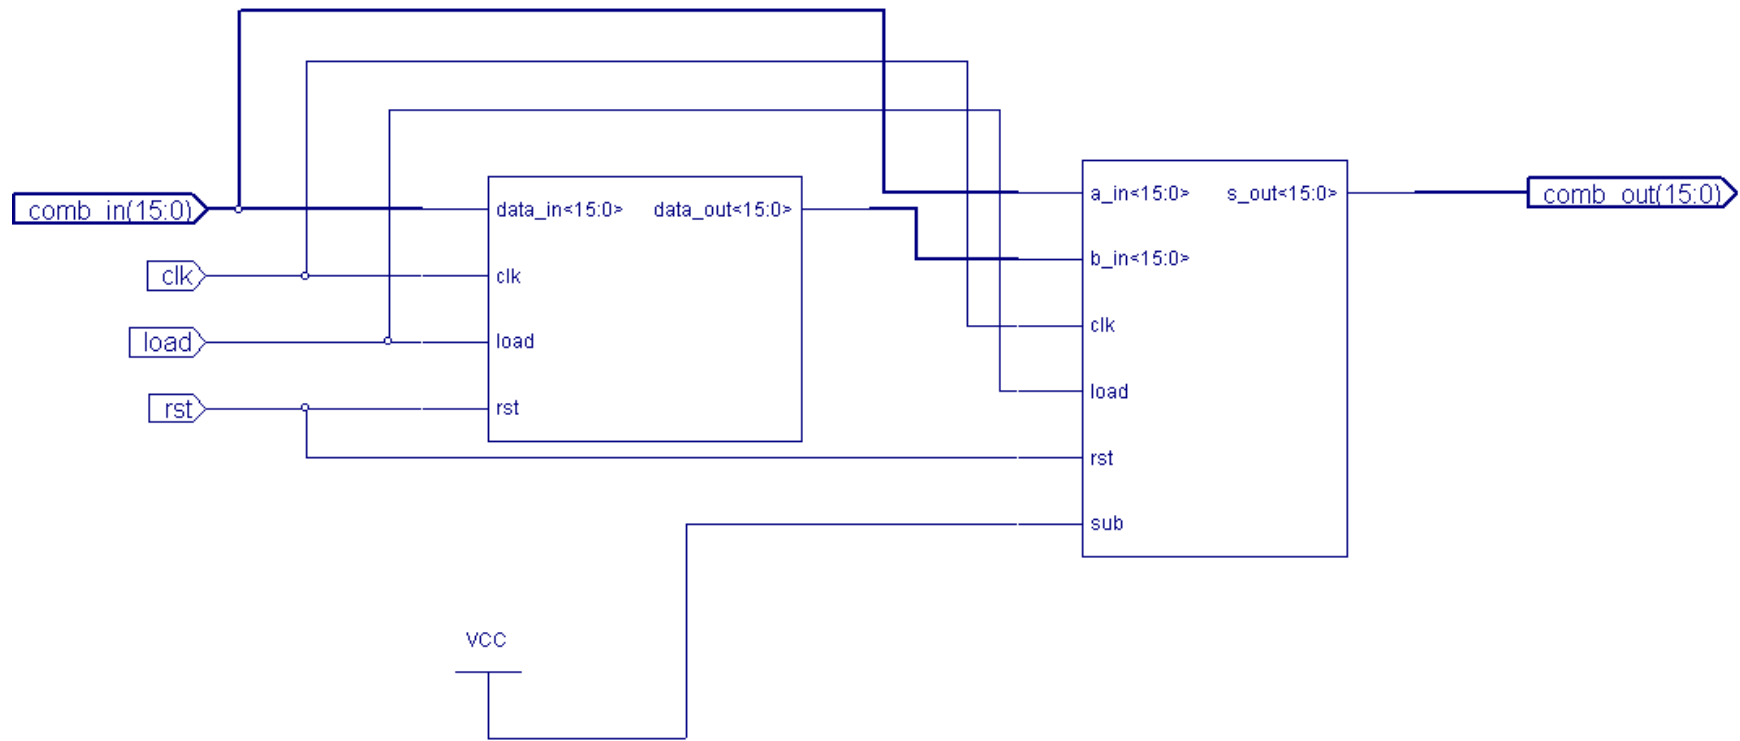 comb_in(15:0)
clk
load
rst
data_in<15:0> data_out<15:0>
clk
load
rst
a_in<15:0> s_out<15:0>
b_in<15:0>
clk
load
rst
sub
comb_out(15:0)
VCC